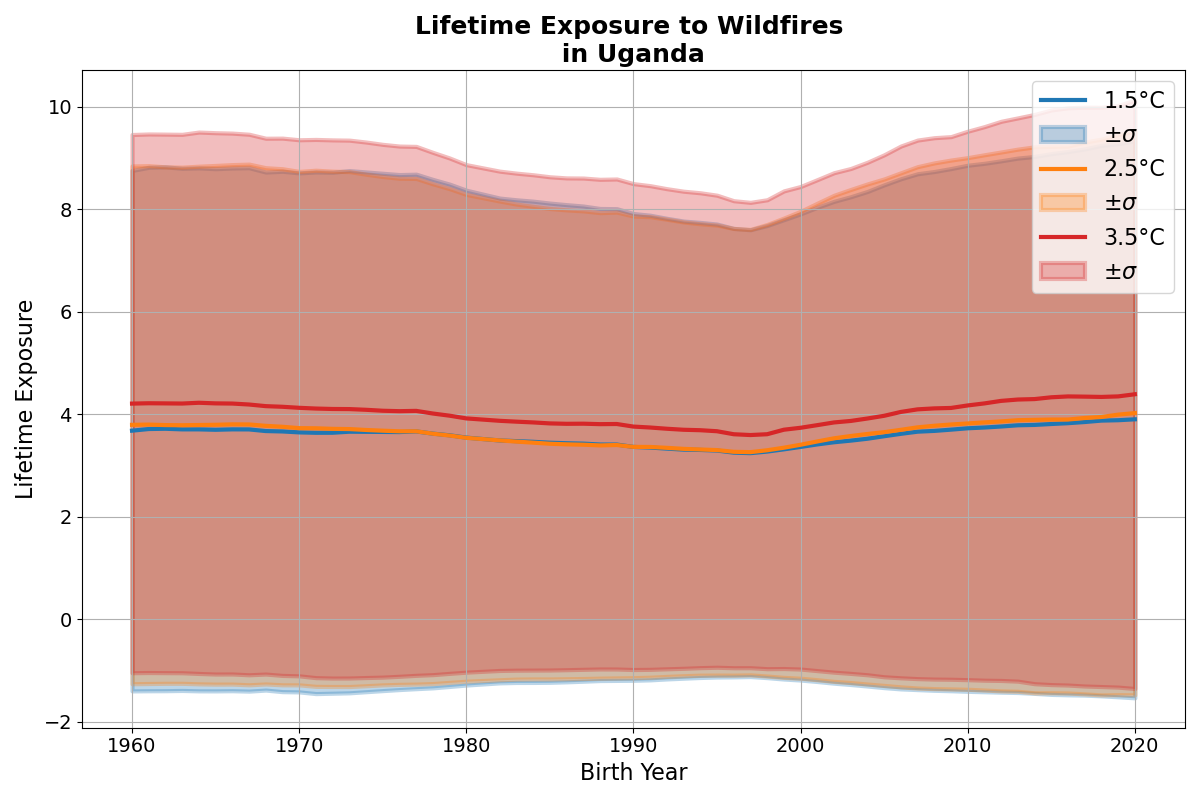 Lifetime Exposure to Wildfires
in Uganda
Lifetime Exposure
10
8
6
4
2
0
−2
1.5°C
±σ
2.5°C
±σ
3.5°C
±σ
1960
1970
1980
1990
2000
2010
2020
Birth Year